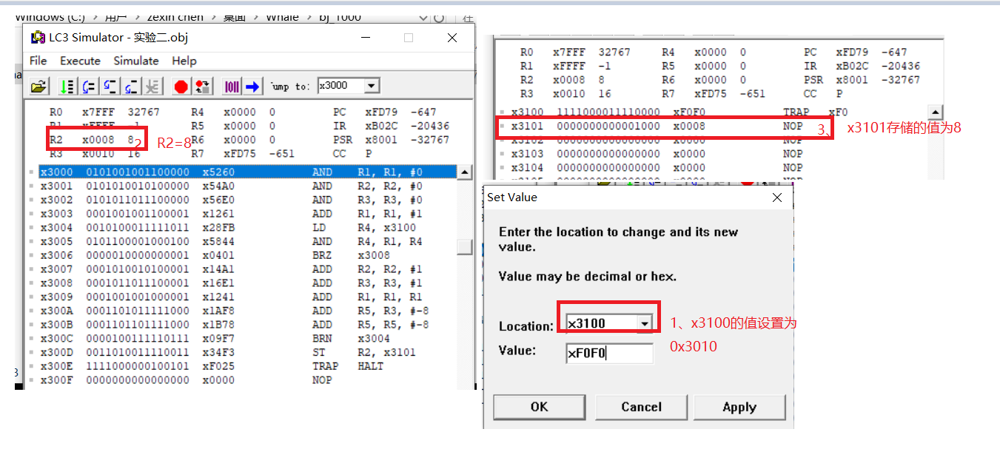 Windows (C:) > 用户 > zexin chen > 桌面 > Whale > bj_1000
LC3 Simulator - 实验二.obj
File Execute Simulate Help
Jump to: x3000
R0 x7FFF 32767 R4 x0000 0 PC xFD79 -647
R1 xFFFF -1 R5 x0000 0 IR xB02C -20436
R2 x0008 8 R6 x0000 0 PSR x8001 -32767
R3 x0010 16 R7 xFD75 -651 CC P
2、 R2=8
x3000 0101001001100000 x5260 AND R1, R1, #0
x3001 0101010010100000 x54A0 AND R2, R2, #0
x3002 0101011011100000 x56E0 AND R3, R3, #0
x3003 0001001001100001 x1261 ADD R1, R1, #1
x3004 0010100011111011 x28FB LD R4, x3100
x3005 0101100001000100 x5844 AND R4, R1, R4
x3006 0000010000000001 x0401 BRZ x3008
x3007 0001010010100001 x14A1 ADD R2, R2, #1
x3008 0001011011100001 x16E1 ADD R3, R3, #1
x3009 0001001001000001 x1241 ADD R1, R1, R1
x300A 0001101011111000 x1AF8 ADD R5, R3, #-8
x300B 0001101101111000 x1B78 ADD R5, R5, #-8
x300C 0000100111110111 x09F7 BRN x3004
x300D 0011010011110011 x34F3 ST R2, x3101
x300E 1111000000100101 xF025 TRAP HALT
x300F 0000000000000000 x0000 NOP
R0 x7FFF 32767 R4 x0000 0 PC xFD79 -647
R1 xFFFF -1 R5 x0000 0 IR xB02C -20436
R2 x0008 8 R6 x0000 0 PSR x8001 -32767
R3 x0010 16 R7 xFD75 -651 CC P
x3100 1111000011110000 xF0F0 TRAP xF0
x3101 0000000000001000 x0008 NOP
3、 x3101存储的值为8
x3102 0000000000000000 x0000 NOP
x3103 0000000000000000 x0000 NOP
x3104 0000000000000000 x0000 NOP
Set Value
Enter the location to change and its new
value.
Value may be decimal or hex.
Location: x3100
Value: xF0F0
1、x3100的值设置为
0x3010
OK Cancel Apply